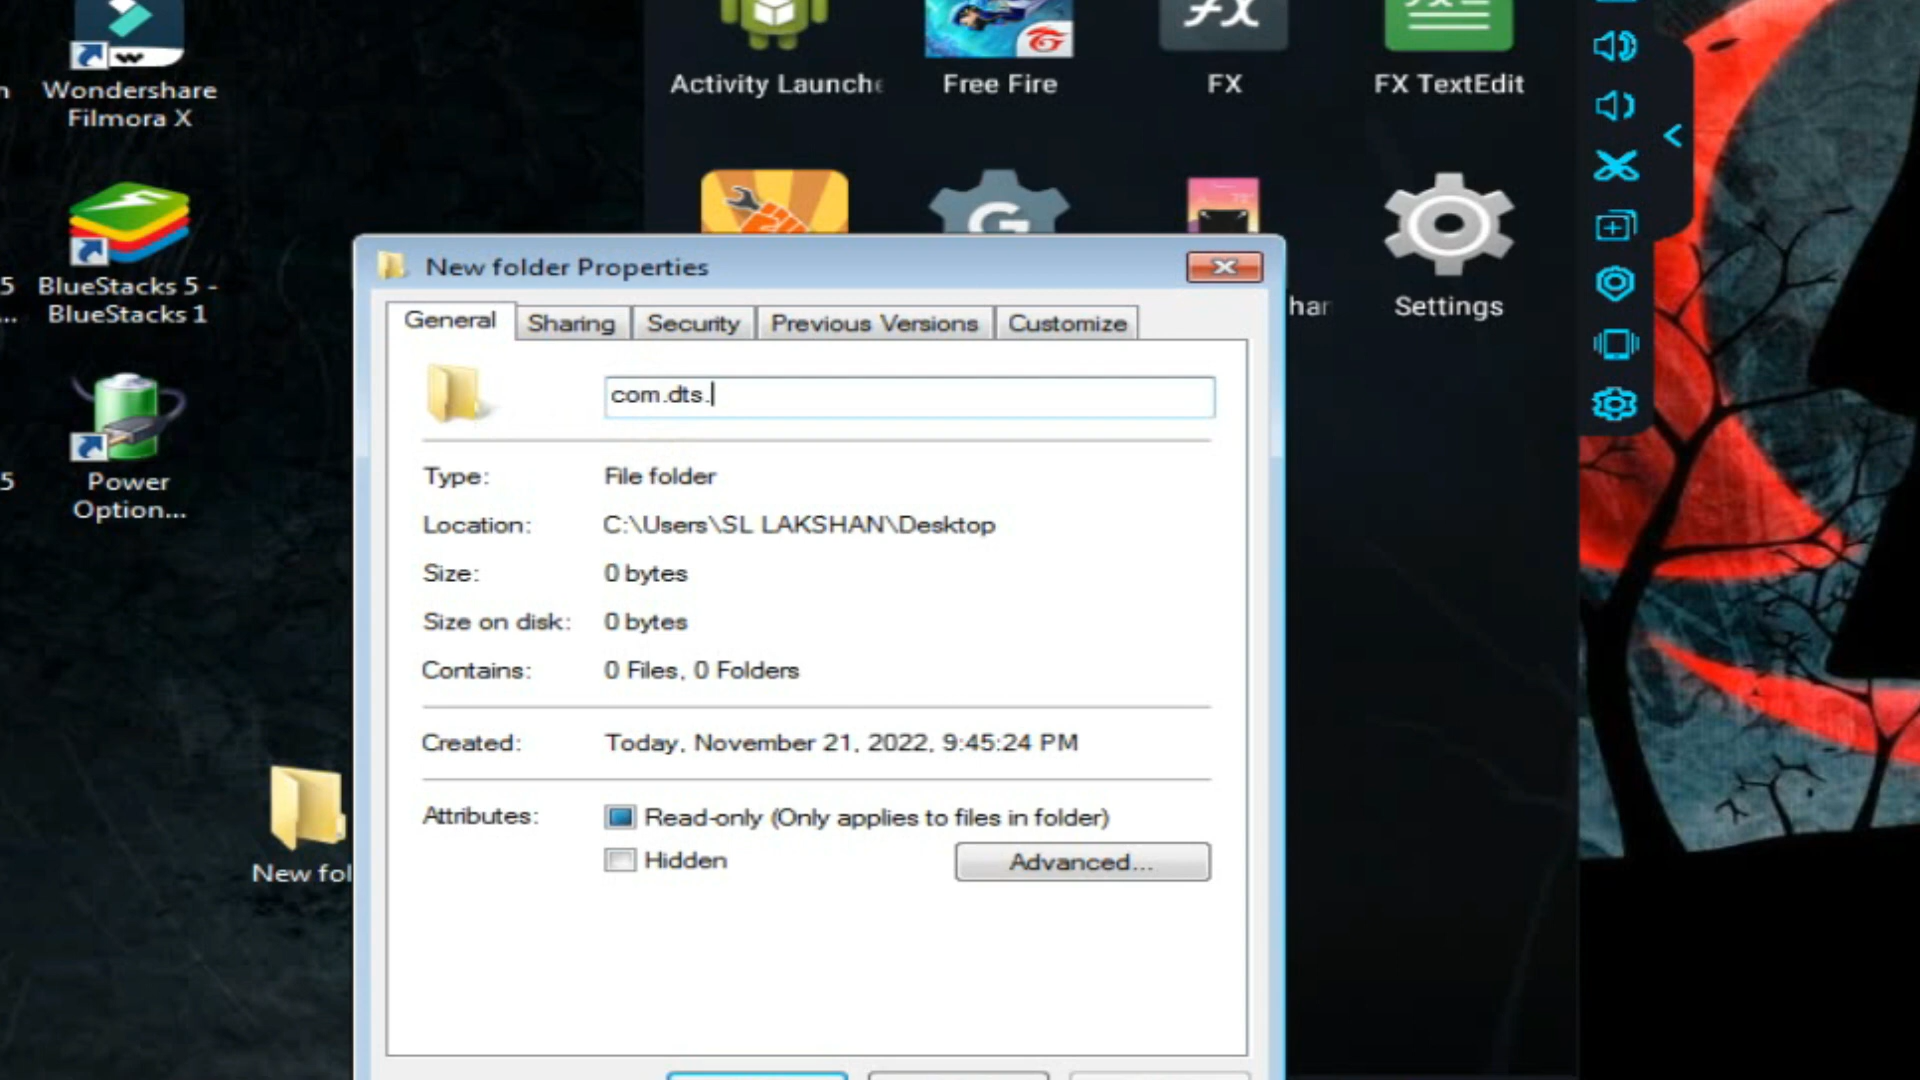 Wondershare
Filmora X
BlueStacks 5 -
BlueStacks 1
Power
Option...
New fol
Activity Launche
Free Fire
FX
FX TextEdit
Settings
New folder Properties
General
Sharing
Security
Previous Versions
Customize
com.dts.
Type:
File folder
Location:
C:\Users\SL LAKSHAN\Desktop
Size:
0 bytes
Size on disk:
0 bytes
Contains:
0 Files, 0 Folders
Created:
Today, November 21, 2022, 9:45:24 PM
Attributes:
Read-only (Only applies to files in folder)
Hidden
Advanced...